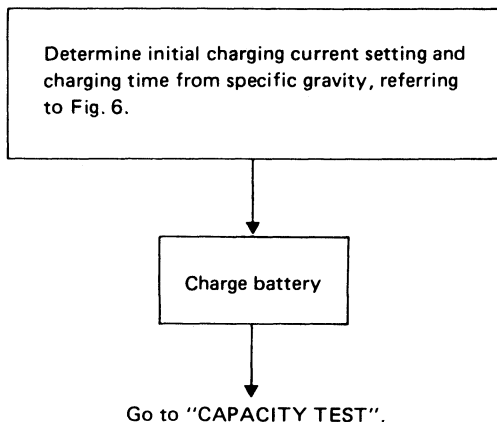 Determine initial charging current setting and
charging time from specific gravity, referring
to Fig. 6.
Charge battery
Go to "CAPACITY TEST".